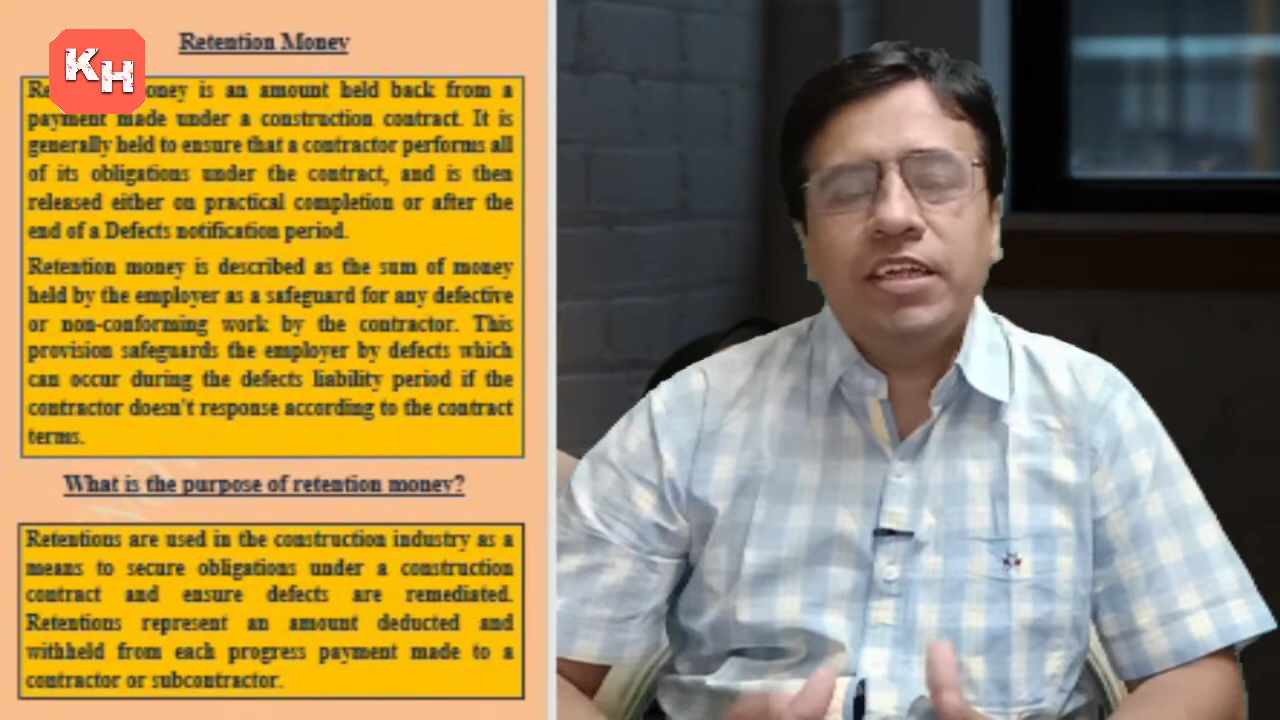 KH
Retention Money
Re oney is an amount held back from a
payment made under a construction contract. It is
generally held to ensure that a contractor performs all
of its obligations under the contract, and is then
released either on practical completion or after the
end of a Defects notification period.
Retention money is described as the sum of money
held by the employer as a safeguard for any defective
or non-conforming work by the contractor. This
provision safeguards the employer by defects which
can occur during the defects liability period if the
contractor doesn't response according to the contract
terms.
What is the purpose of retention money?
Retentions are used in the construction industry as a
means to secure obligations under a construction
contract and ensure defects are remediated.
Retentions represent an amount deducted and
withheld from each progress payment made to a
contractor or subcontractor.